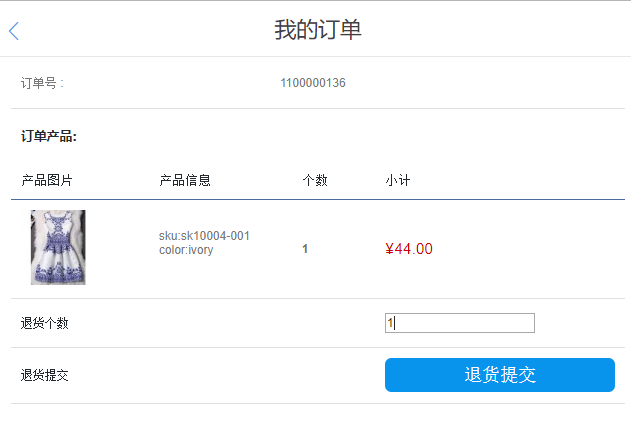 我的订单
订单号 : 1100000136
订单产品:
产品图片 产品信息 个数 小计
sku:sk10004-001
color:ivory
1 ¥44.00
退货个数 1
退货提交 退货提交